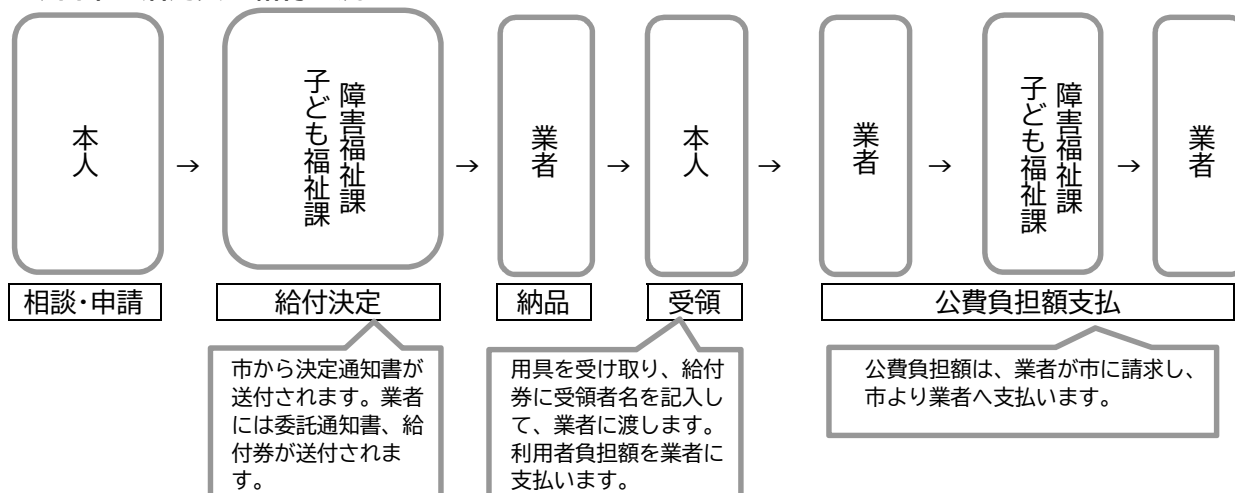 本人
→
障害福祉課
子ども福祉課
→
業者
→
本人
→
業者
→
障害福祉課
子ども福祉課
→
業者
相談・申請
給付決定
納品
受領
公費負担額支払
市から決定通知書が
送付されます。業者
には委託通知書、給
付券が送付されま
す。
用具を受け取り、給付
券に受領者名を記入し
て、業者に渡します。
利用者負担額を業者に
支払います。
公費負担額は、業者が市に請求し、
市より業者へ支払います。